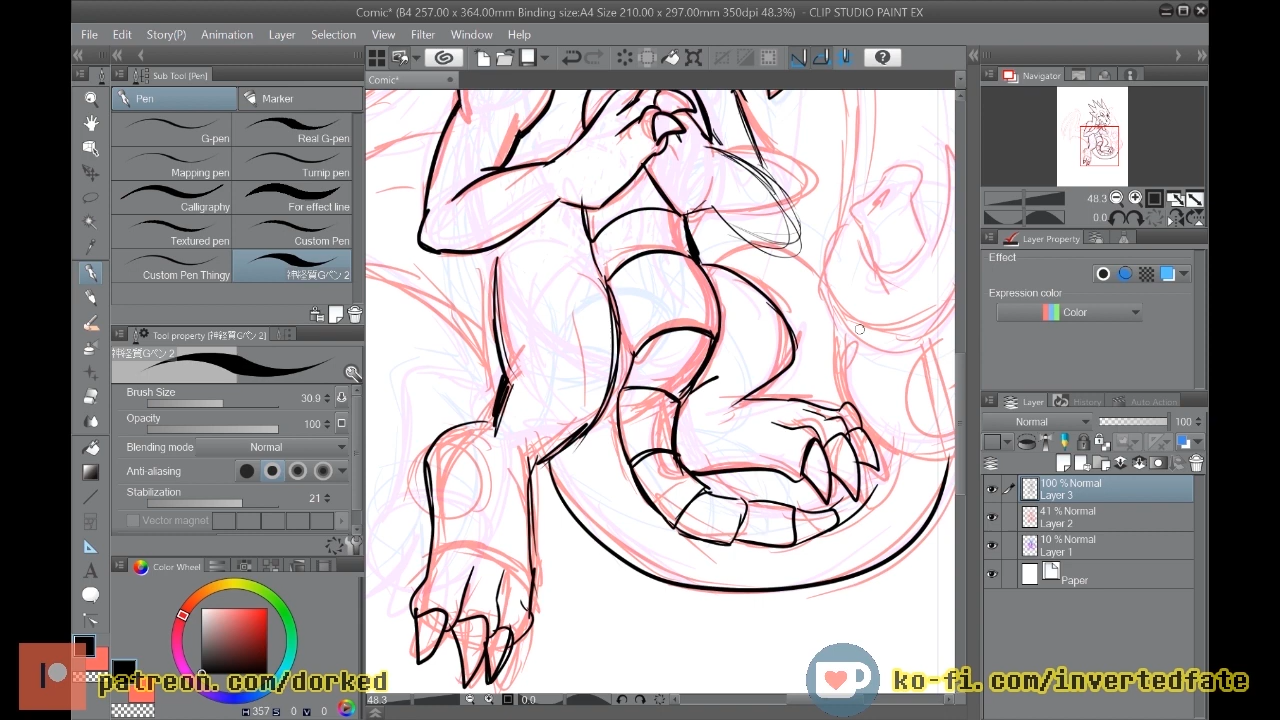 Comic* (B4 257.00 x 364.00mm Binding size:A4 Size 210.00 x 297.00mm 350dpi 48.3%) - CLIP STUDIO PAINT EX
File Edit View Story(P) Animation Layer Selection View Filter Window Help
Sub Tool [Pen]
Comic*
Navigator
Pen
Marker
G-pen
Real G-pen
Mapping pen
Turnip pen
Calligraphy
For effect line
Textured pen
Custom Pen
Custom Pen Thingy
神経質Gペン 2
Tool property [神経質Gペン 2]
神経質Gペン 2
Brush Size
30.9
Opacity
100
Blending mode
Normal
Anti-aliasing
Stabilization
21
Vector magnet
Color Wheel
H 357 S 0 V 0
48.3
0.0
48.3
0.0
Layer Property
Effect
Expression color
Color
Layer
History
Auto Action
Normal
100
100 % Normal
Layer 3
41 % Normal
Layer 2
10 % Normal
Layer 1
Paper
patreon.com/dorked
ko-fi.com/invertedfate